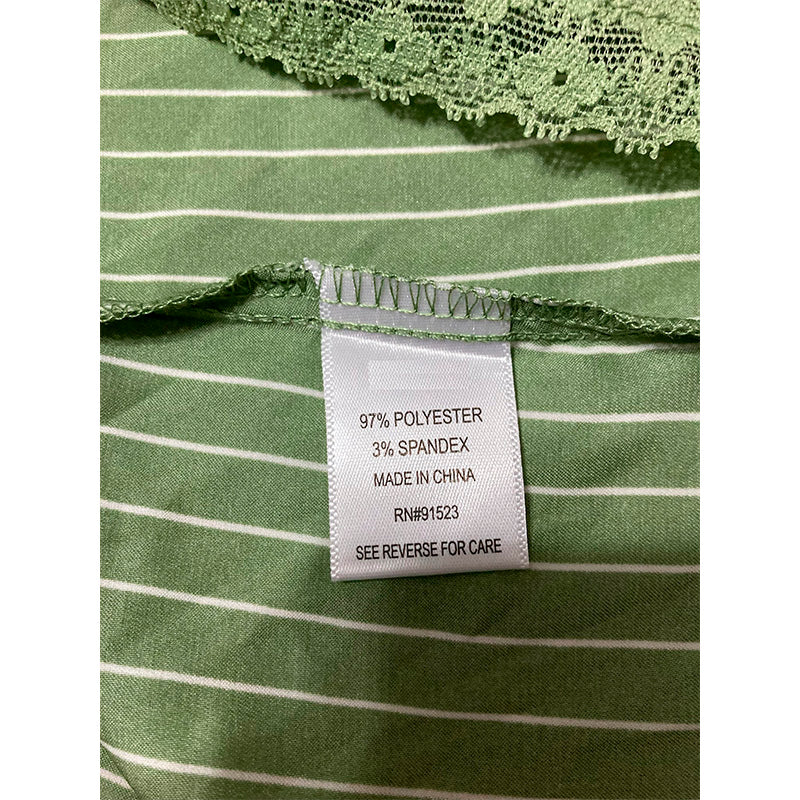 97% POLYESTER
3% SPANDEX
MADE IN CHINA
RN#91523
SEE REVERSE FOR CARE